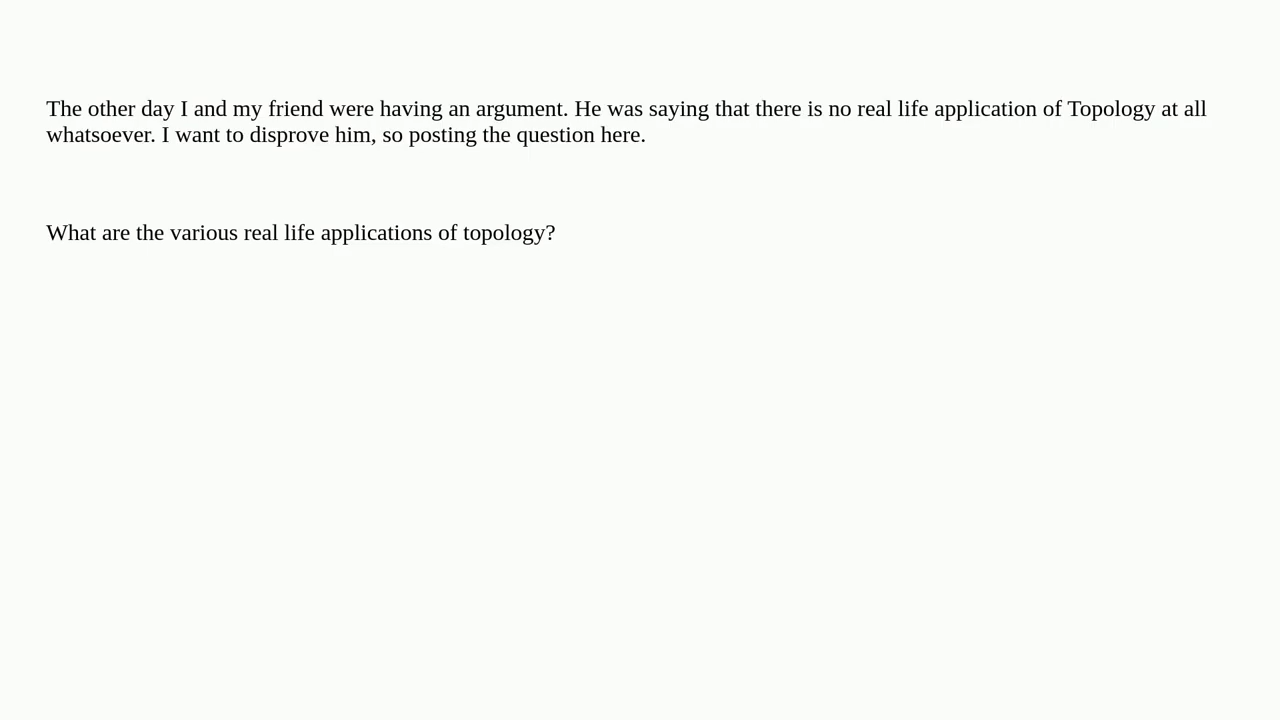 The other day I and my friend were having an argument. He was saying that there is no real life application of Topology at all
whatsoever. I want to disprove him, so posting the question here.
What are the various real life applications of topology?